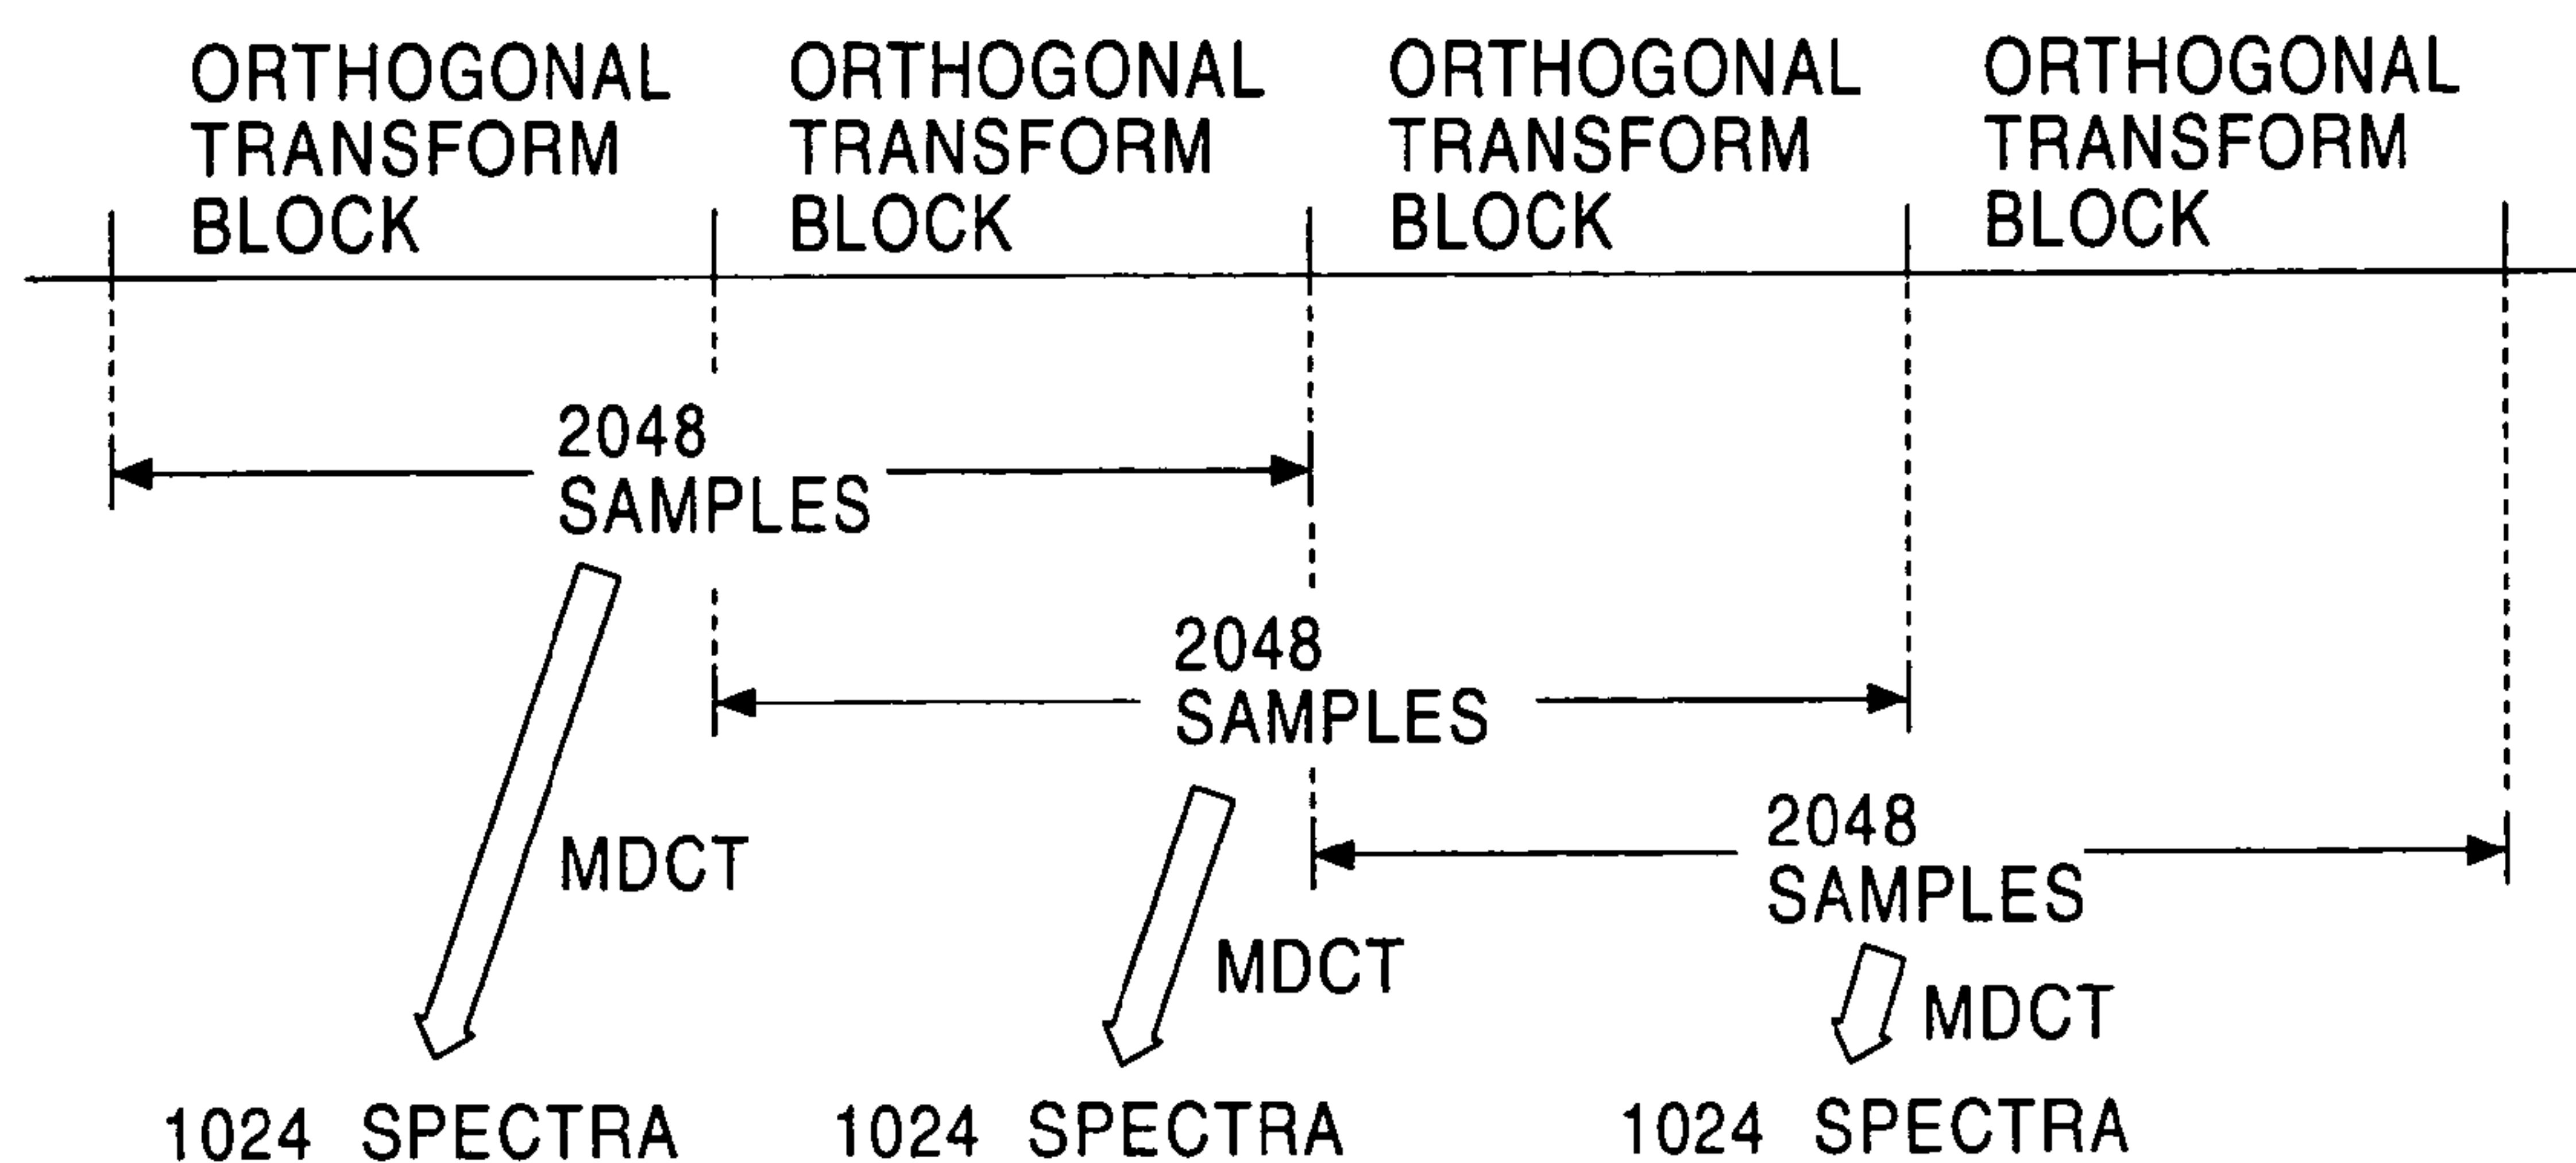 ORTHOGONAL
TRANSFORM
BLOCK
ORTHOGONAL
TRANSFORM
BLOCK
ORTHOGONAL
TRANSFORM
BLOCK
ORTHOGONAL
TRANSFORM
BLOCK
2048
SAMPLES
2048
SAMPLES
2048
SAMPLES
MDCT
MDCT
MDCT
1024 SPECTRA
1024 SPECTRA
1024 SPECTRA